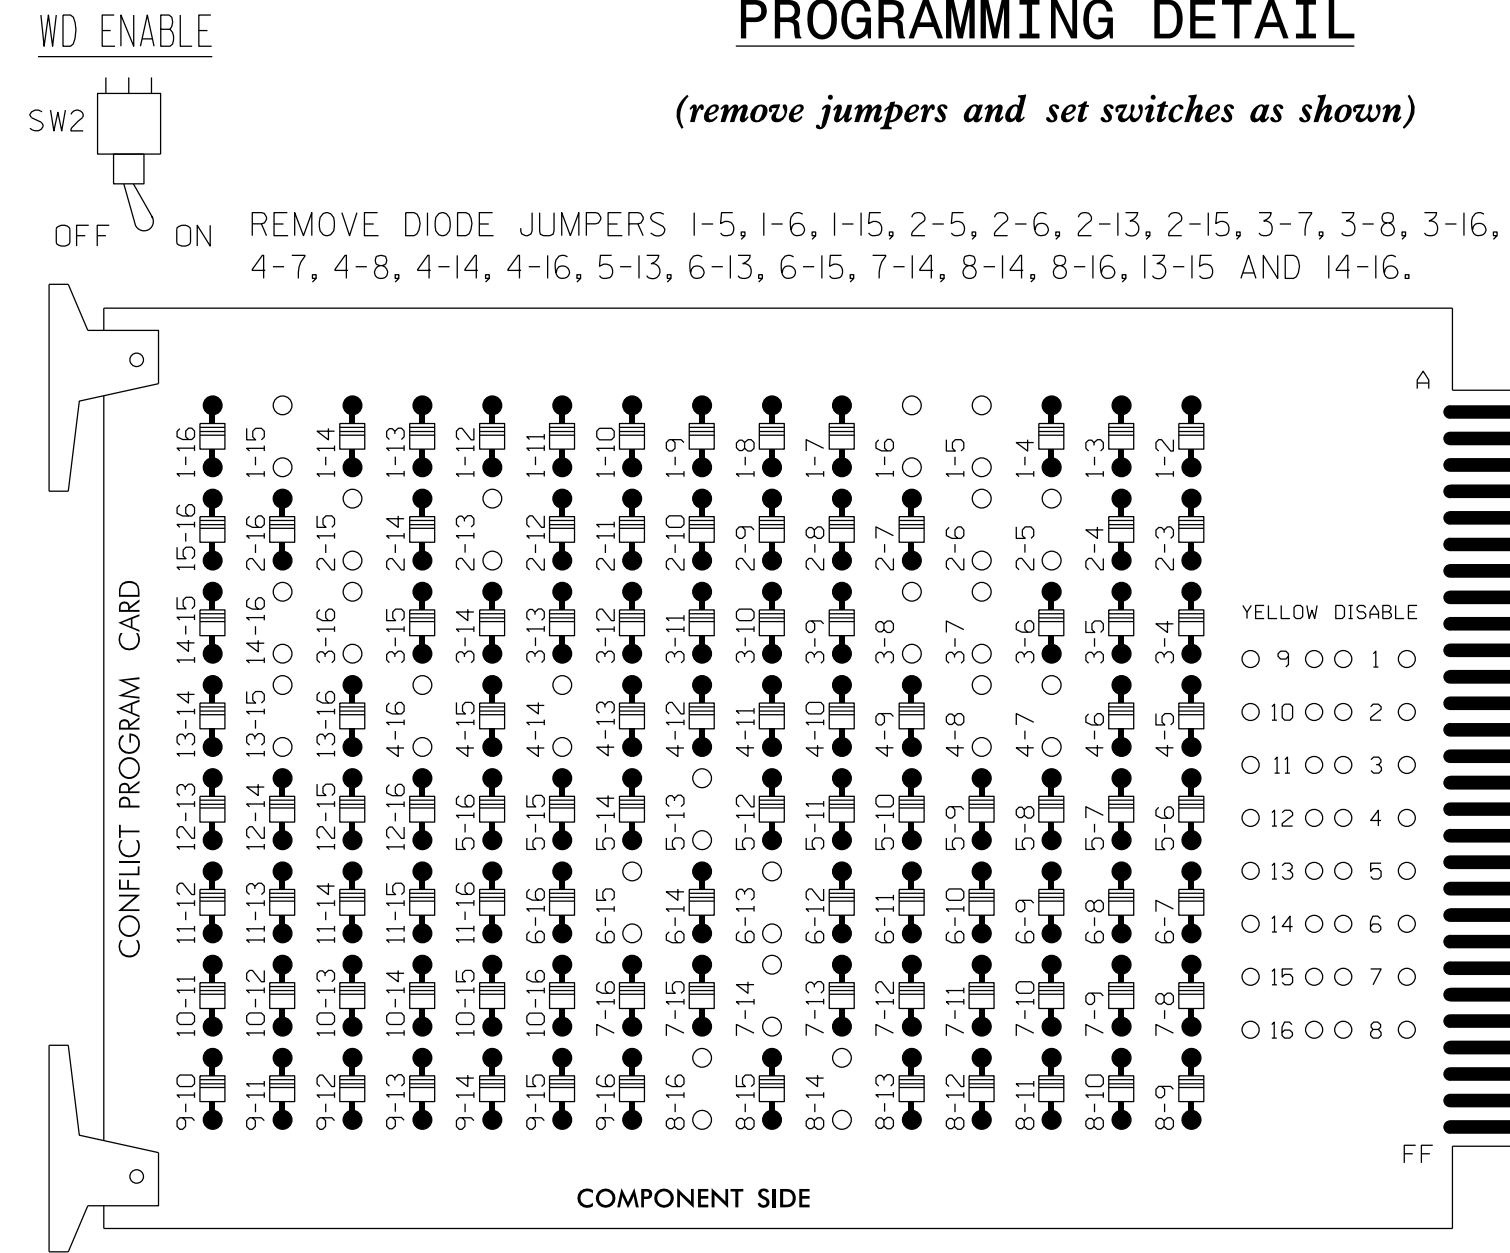 WD ENABLE
PROGRAMMING DETAIL
(remove jumpers and set switches as shown)
SW2
OFF ON
REMOVE DIODE JUMPERS 1-5, 1-6, 1-15, 2-5, 2-6, 2-13, 2-15, 3-7, 3-8, 3-16,
4-7, 4-8, 4-14, 4-16, 5-13, 6-13, 6-15, 7-14, 8-14, 8-16, 13-15 AND 14-16.
A
1-16 1-15 1-14 1-13 1-12 1-11 1-10 1-9 1-8 1-7 1-6 1-5 1-4 1-3 1-2
15-16 2-16 2-15 2-14 2-13 2-12 2-11 2-10 2-9 2-8 2-7 2-6 2-5 2-4 2-3
14-15 14-16 3-16 3-15 3-14 3-13 3-12 3-11 3-10 3-9 3-8 3-7 3-6 3-5 3-4
13-14 13-15 13-16 4-16 4-15 4-14 4-13 4-12 4-11 4-10 4-9 4-8 4-7 4-6 4-5
12-13 12-14 12-15 12-16 5-16 5-15 5-14 5-13 5-12 5-11 5-10 5-9 5-8 5-7 5-6
11-12 11-13 11-14 11-15 11-16 6-16 6-15 6-14 6-13 6-12 6-11 6-10 6-9 6-8 6-7
10-11 10-12 10-13 10-14 10-15 10-16 7-16 7-15 7-14 7-13 7-12 7-11 7-10 7-9 7-8
9-10 9-11 9-12 9-13 9-14 9-15 9-16 8-16 8-15 8-14 8-13 8-12 8-11 8-10 8-9
CONFLICT PROGRAM CARD
YELLOW DISABLE
9 1
10 2
11 3
12 4
13 5
14 6
15 7
16 8
FF
COMPONENT SIDE